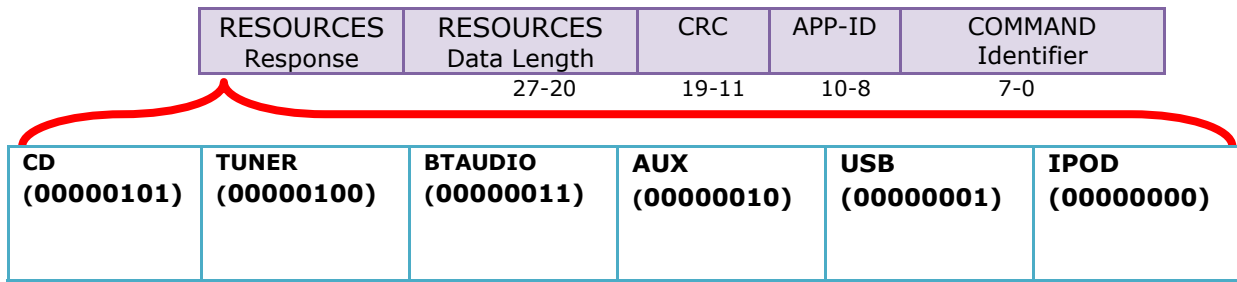 RESOURCES Response RESOURCES Data Length CRC APP-ID COMMAND Identifier
27-20 19-11 10-8 7-0
CD TUNER BTAUDIO AUX USB IPOD
(00000101) (00000100) (00000011) (00000010) (00000001) (00000000)